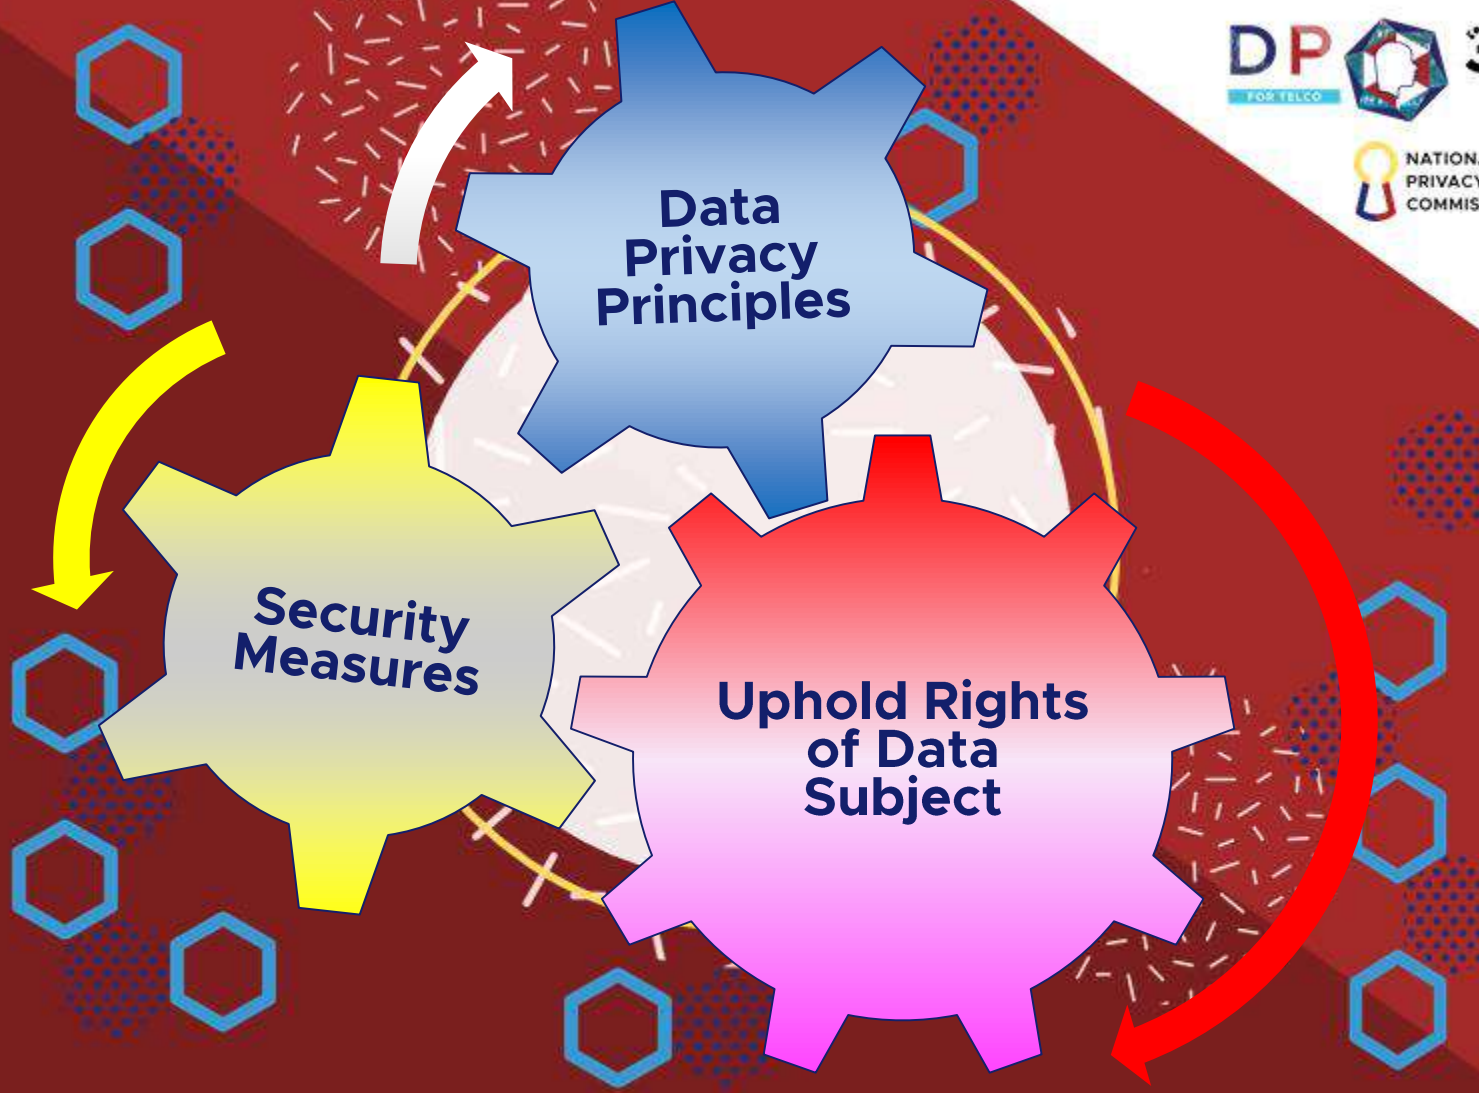 DP
FOR TELCO
Data
Privacy
Principles
Security
Measures
Uphold Rights
of Data
Subject